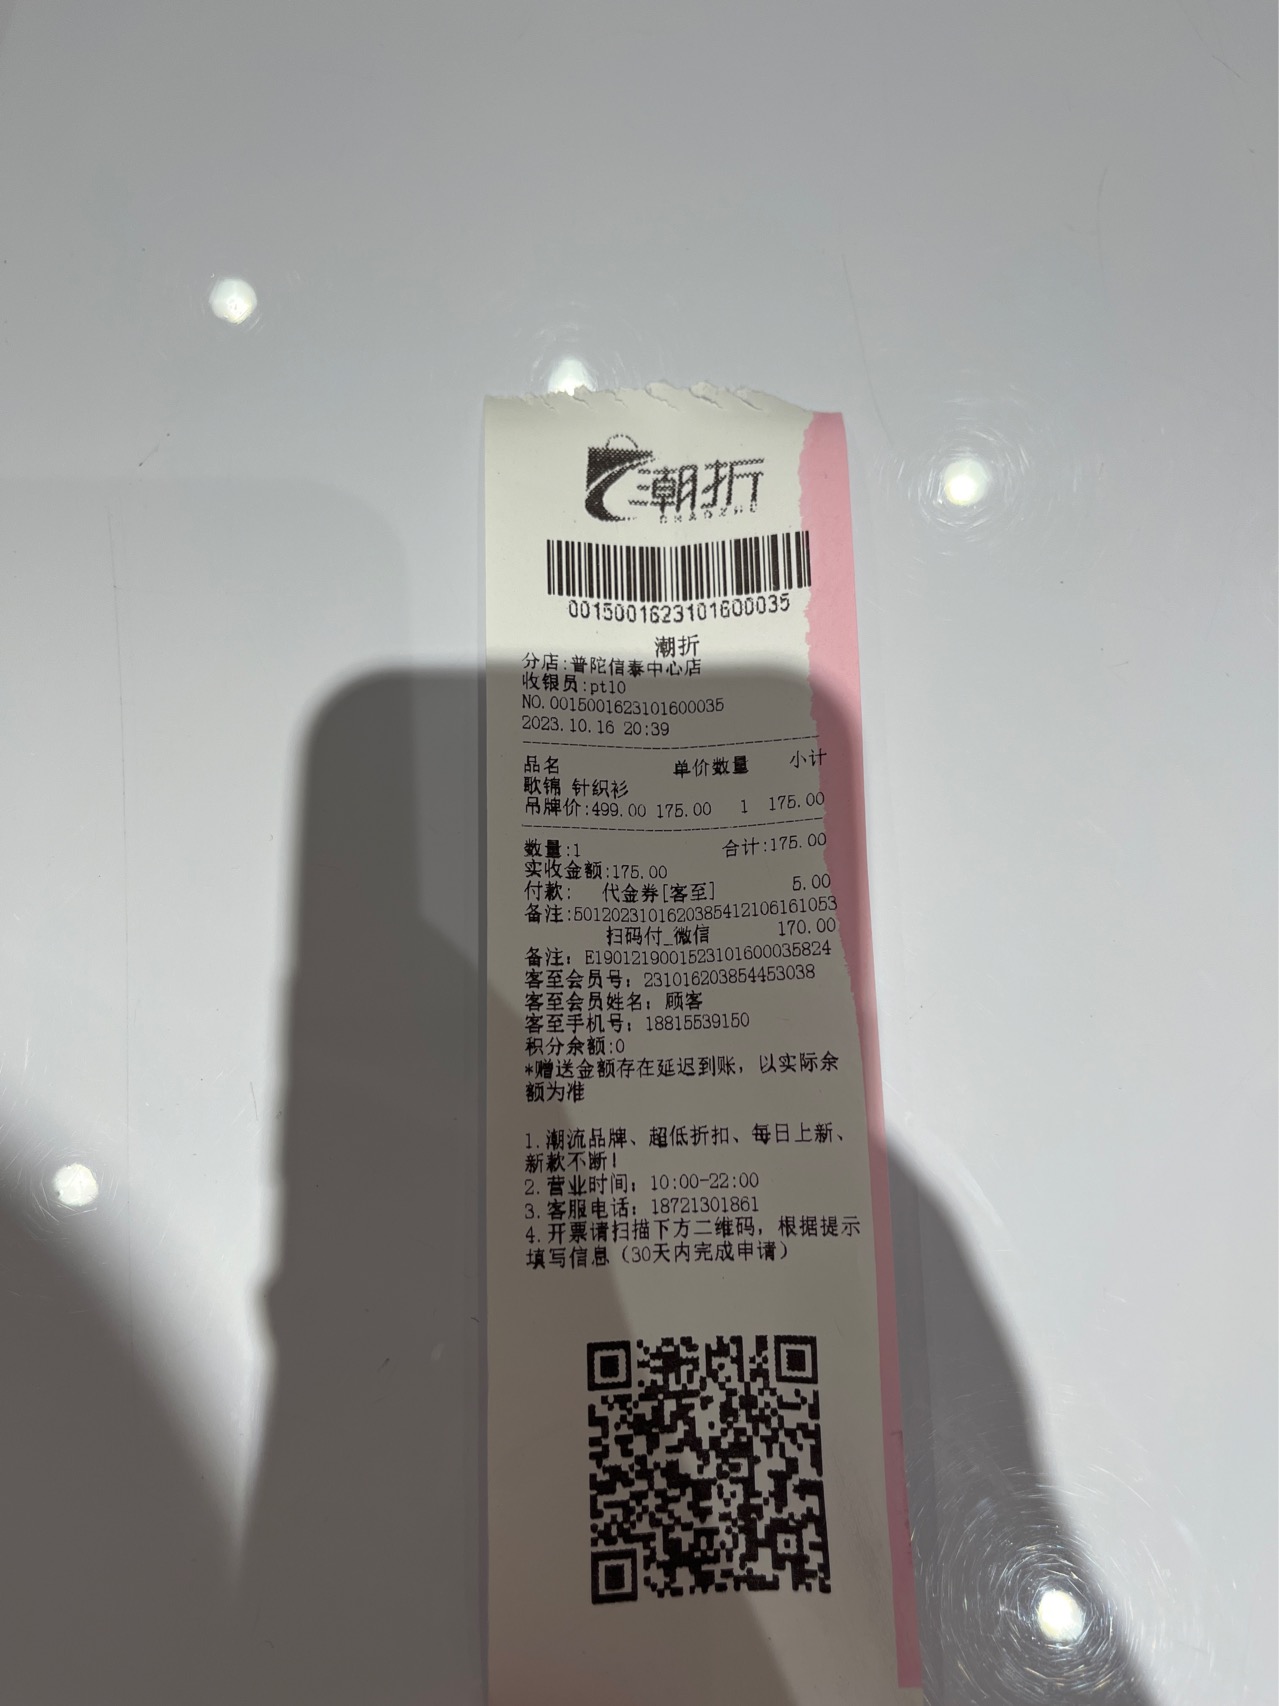 潮折
CHAOZHE
0015001623101600035
潮折
分店:普陀信泰中心店
收银员:pt10
NO.0015001623101600035
2023.10.16 20:39
品名 单价数量 小计
歌锦 针织衫
吊牌价:499.00 175.00 1 175.00
数量:1 合计:175.00
实收金额:175.00
付款: 代金券[客至] 5.00
备注:5012023101620385412106161053
扫码付_微信 170.00
备注: E19012190015231016000035824
客至会员号: 231016203854453038
客至会员姓名: 顾客
客至手机号: 18815539150
积分余额:0
*赠送金额存在延迟到账, 以实际余
额为准
1.潮流品牌、超低折扣、每日上新、
新款不断!
2.营业时间: 10:00-22:00
3.客服电话: 18721301861
4.开票请扫描下方二维码, 根据提示
填写信息 (30天内完成申请)